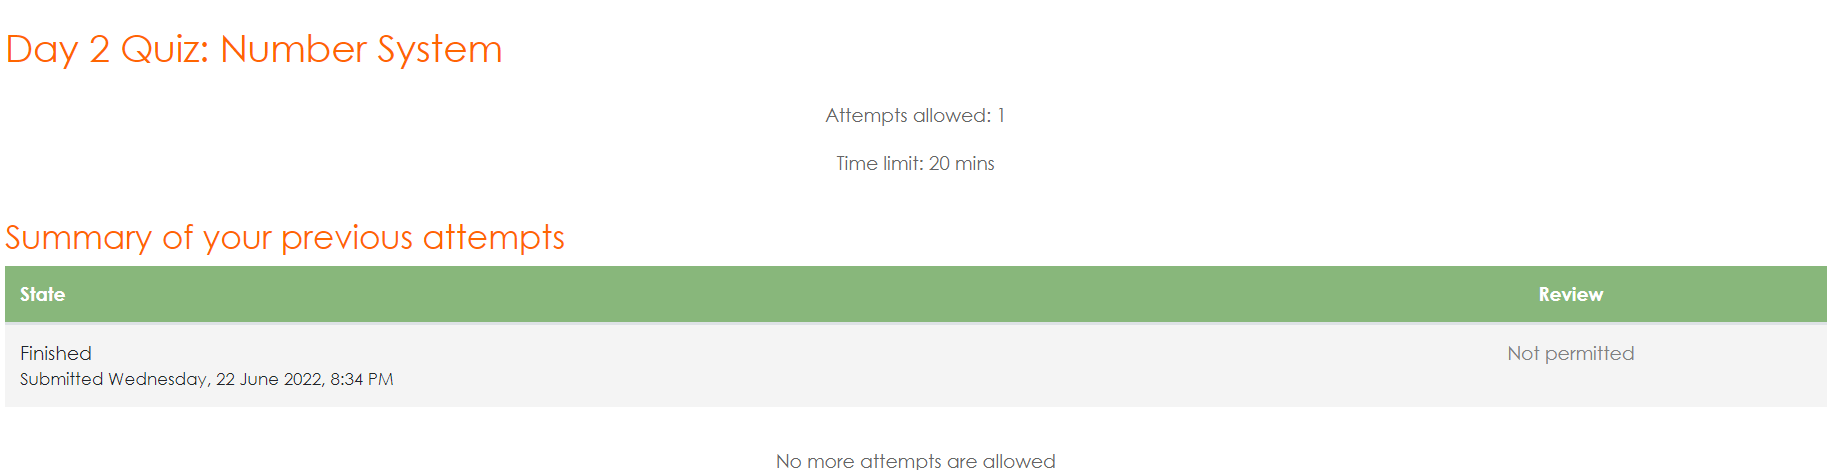 Day 2 Quiz: Number System
Attempts allowed: 1
Time limit: 20 mins
Summary of your previous attempts
State Review
Finished Not permitted
Submitted Wednesday, 22 June 2022, 8:34 PM
No more attempts are allowed